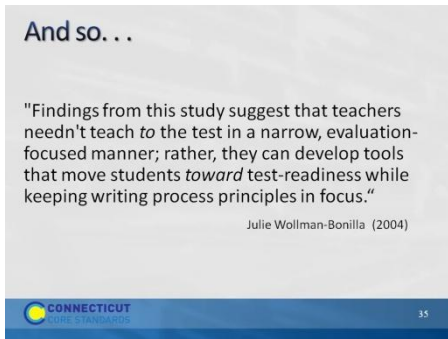 And so. . .
"Findings from this study suggest that teachers
needn't teach to the test in a narrow, evaluation-
focused manner; rather, they can develop tools
that move students toward test-readiness while
keeping writing process principles in focus.“
Julie Wollman-Bonilla (2004)
CONNECTICUT
CORE STANDARDS
35